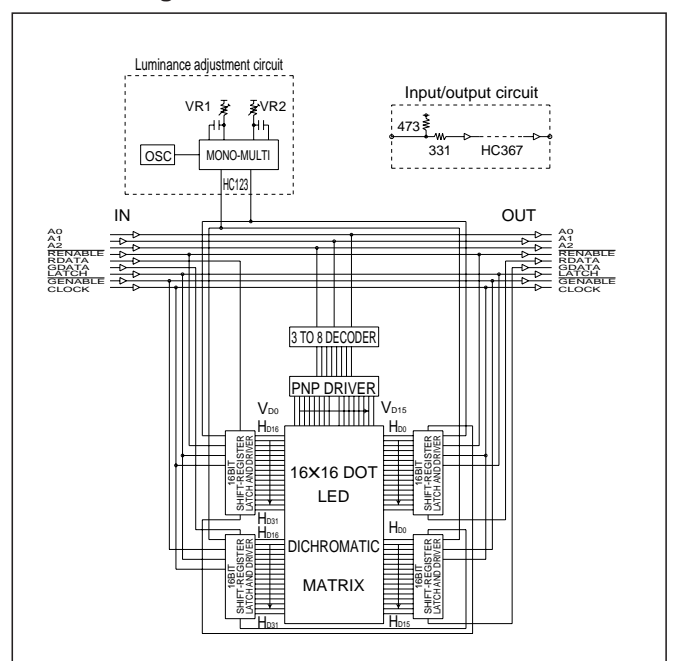 Luminance adjustment circuit
VR1
VR2
OSC
MONO-MULTI
HC123
Input/output circuit
473
331
HC367
IN
OUT
A0
A1
A2
RENABLE
RDATA
GDATA
LATCH
GENABLE
CLOCK
A0
A1
A2
RENABLE
RDATA
GDATA
LATCH
GENABLE
CLOCK
3 TO 8 DECODER
PNP DRIVER
VD0
VD15
HD16
HD0
16BIT
SHIFT-REGISTER
LATCH AND DRIVER
16×16 DOT
LED
DICHROMATIC
MATRIX
16BIT
SHIFT-REGISTER
LATCH AND DRIVER
HD31
HD16
HD0
16BIT
SHIFT-REGISTER
LATCH AND DRIVER
16BIT
SHIFT-REGISTER
LATCH AND DRIVER
HD31
HD15